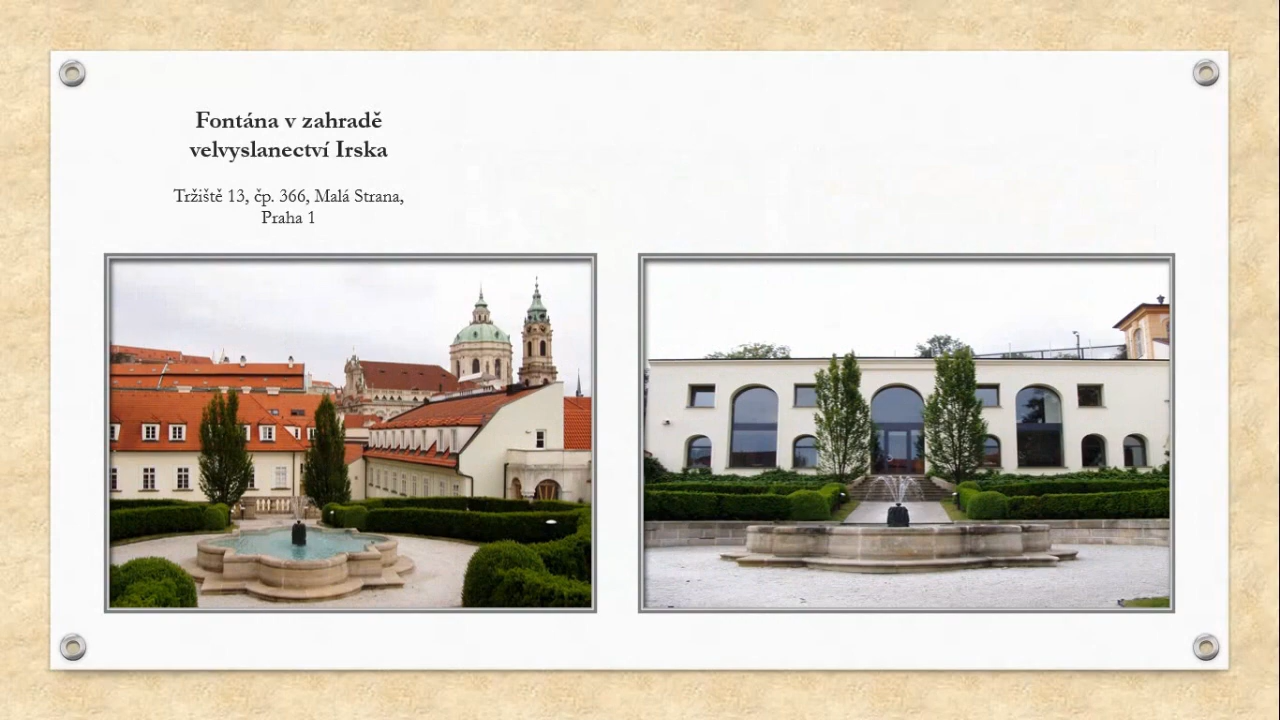 Fontána v zahradě
velvyslanectví Irska
Tržiště 13, čp. 366, Malá Strana,
Praha 1